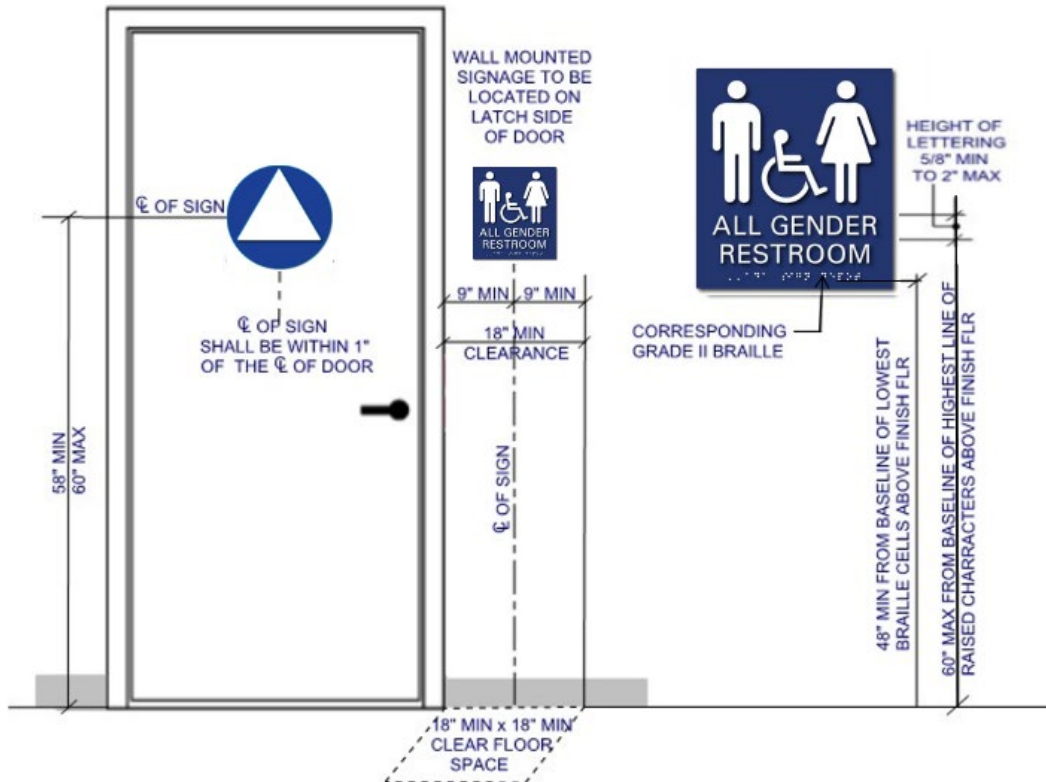 WALL MOUNTED
SIGNAGE TO BE
LOCATED ON
LATCH SIDE
OF DOOR
ALL GENDER
RESTROOM
ALL GENDER
RESTROOM
HEIGHT OF
LETTERING
5/8" MIN
TO 2" MAX
℄ OF SIGN
9" MIN
9" MIN
18" MIN
CLEARANCE
℄ OF SIGN
SHALL BE WITHIN 1"
OF THE ℄ OF DOOR
CORRESPONDING
GRADE II BRAILLE
58" MIN
60" MAX
℄ OF SIGN
48" MIN FROM BASELINE OF LOWEST
BRAILLE CELLS ABOVE FINISH FLR
60" MAX FROM BASELINE OF HIGHEST LINE OF
RAISED CHARRACTERS ABOVE FINISH FLR
18" MIN x 18" MIN
CLEAR FLOOR
SPACE